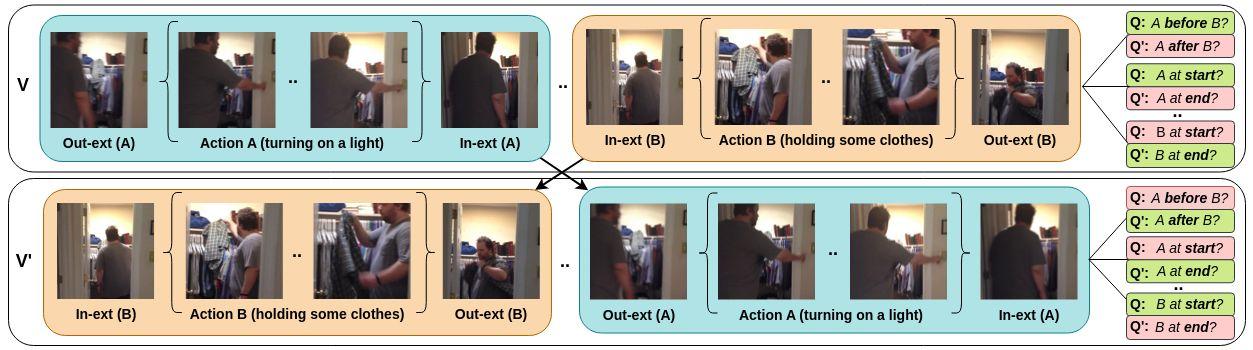 V
Out-ext (A)
..
Action A (turning on a light)
In-ext (A)
..
In-ext (B)
..
Action B (holding some clothes)
Out-ext (B)
Q: A before B?
Q': A after B?
Q: A at start?
Q': A at end?
..
Q: B at start?
Q': B at end?
V'
In-ext (B)
..
Action B (holding some clothes)
Out-ext (B)
..
Out-ext (A)
..
Action A (turning on a light)
In-ext (A)
Q: A before B?
Q': A after B?
Q: A at start?
Q': A at end?
..
Q: B at start?
Q': B at end?